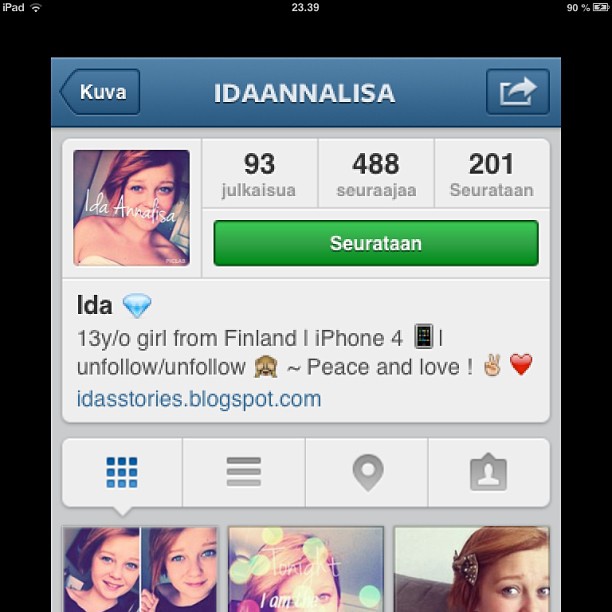 iPad 23.39 90 %
Kuva IDAANNALISA
93 488 201
julkaisua seuraajaa Seurataan
Ida Annalisa
Seurataan
Ida 💎
13y/o girl from Finland | iPhone 4 📱 |
unfollow/unfollow 🙈 ~ Peace and love ! ✌ ❤
idasstories.blogspot.com
Tonight
I am the